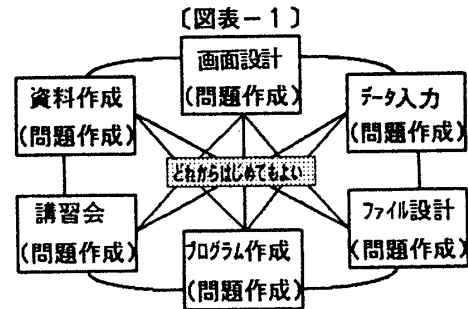 〔図表－１〕
画面設計
(問題作成)
資料作成
(問題作成)
データ入力
(問題作成)
どれからはじめてもよい
講習会
(問題作成)
ファイル設計
(問題作成)
プログラム作成
(問題作成)